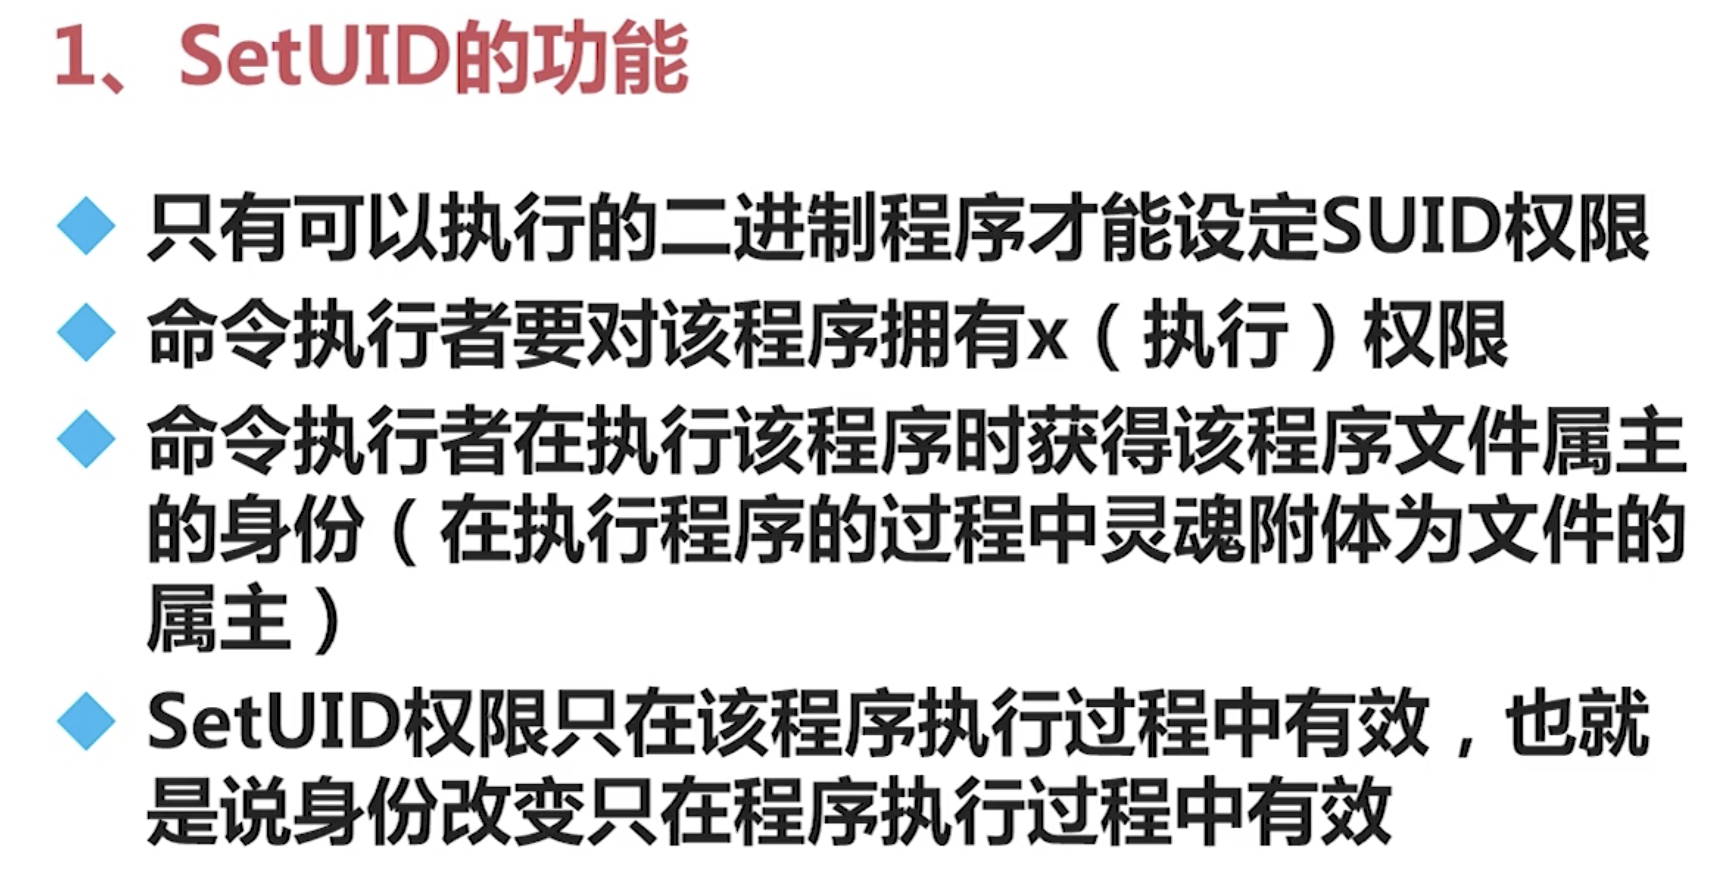 1、SetUID的功能
只有可以执行的二进制程序才能设定SUID权限
命令执行者要对该程序拥有x（执行）权限
命令执行者在执行该程序时获得该程序文件属主
的身份（在执行程序的过程中灵魂附体为文件的
属主）
SetUID权限只在该程序执行过程中有效，也就
是说身份改变只在程序执行过程中有效